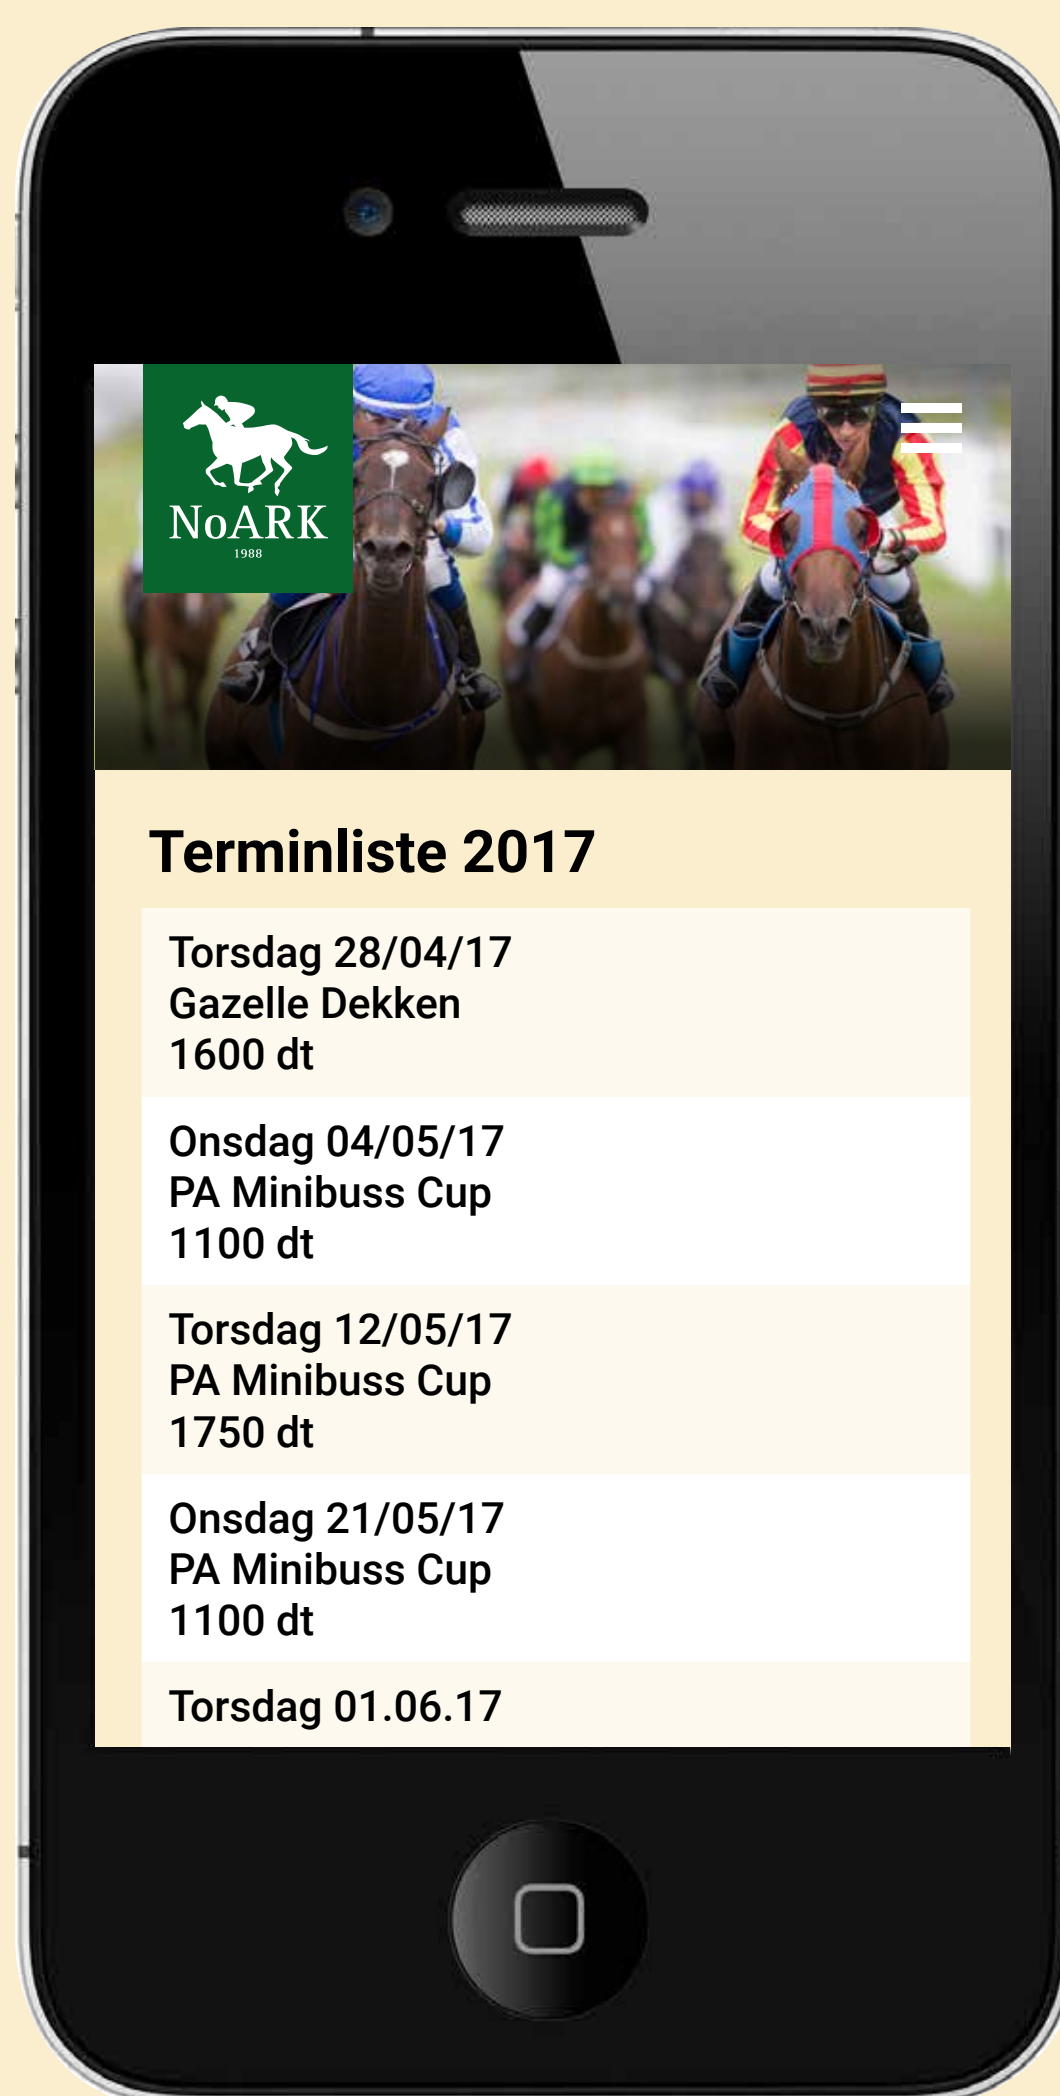 NoARK
1988
Terminliste 2017
Torsdag 28/04/17
Gazelle Dekken
1600 dt
Onsdag 04/05/17
PA Minibuss Cup
1100 dt
Torsdag 12/05/17
PA Minibuss Cup
1750 dt
Onsdag 21/05/17
PA Minibuss Cup
1100 dt
Torsdag 01.06.17